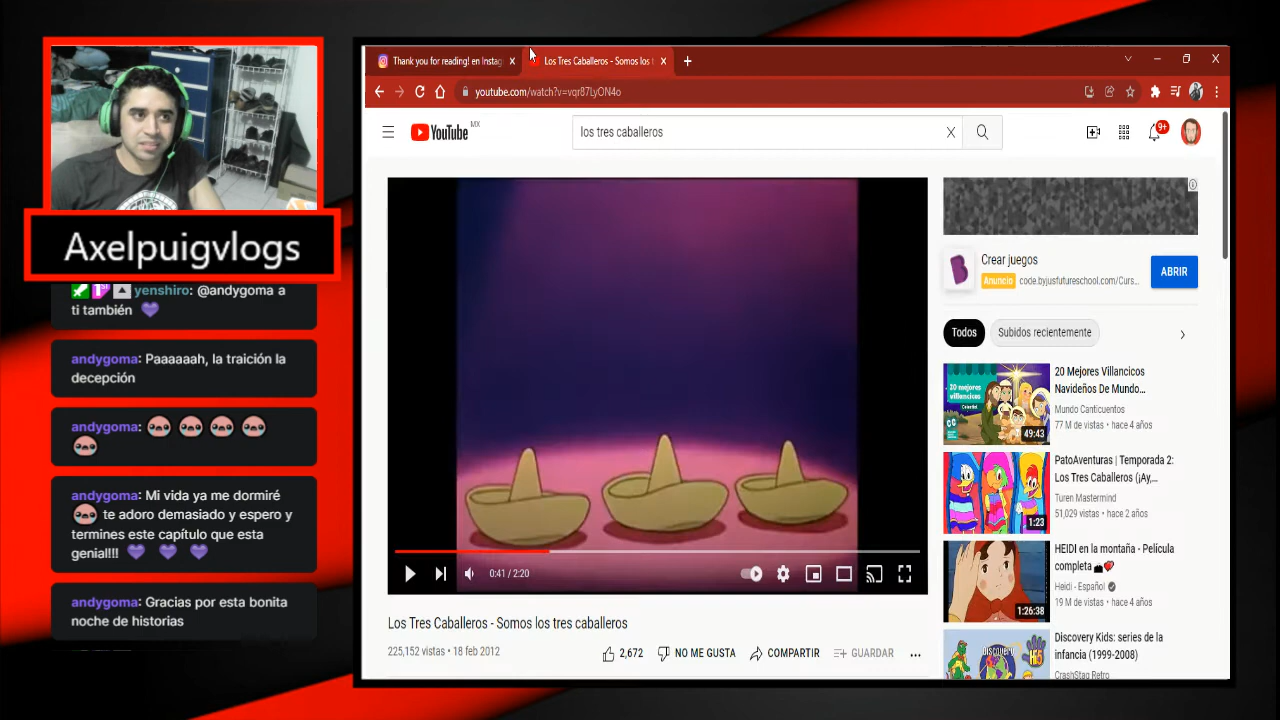 Axelpuigvlogs
yenshiro: @andygoma a
ti también
andygoma: Paaaaaah, la traición la
decepción
andygoma:
andygoma: Mi vida ya me dormiré
te adoro demasiado y espero y
termines este capítulo que esta
genial!!!
andygoma: Gracias por esta bonita
noche de historias
Thank you for reading! en Instag
Los Tres Caballeros - Somos los t
youtube.com/watch?v=vqr87LyON4o
YouTube MX
los tres caballeros
9+
0:41 / 2:20
Los Tres Caballeros - Somos los tres caballeros
225,152 vistas • 18 feb 2012
2,672
NO ME GUSTA
COMPARTIR
GUARDAR
Crear juegos
Anuncio code.byjusfutureschool.com/Curs...
ABRIR
Todos
Subidos recientemente
20 mejores
villancicos
49:43
20 Mejores Villancicos
Navideños De Mundo...
Mundo Canticuentos
77 M de vistas • hace 4 años
1:23
PatoAventuras | Temporada 2:
Los Tres Caballeros (¡Ay,...
Turen Mastermind
51,029 vistas • hace 2 años
1:26:38
HEIDI en la montaña - Película
completa
Heidi - Español
19 M de vistas • hace 4 años
Discovery Kids: series de la
infancia (1999-2008)
CrashStag Retro